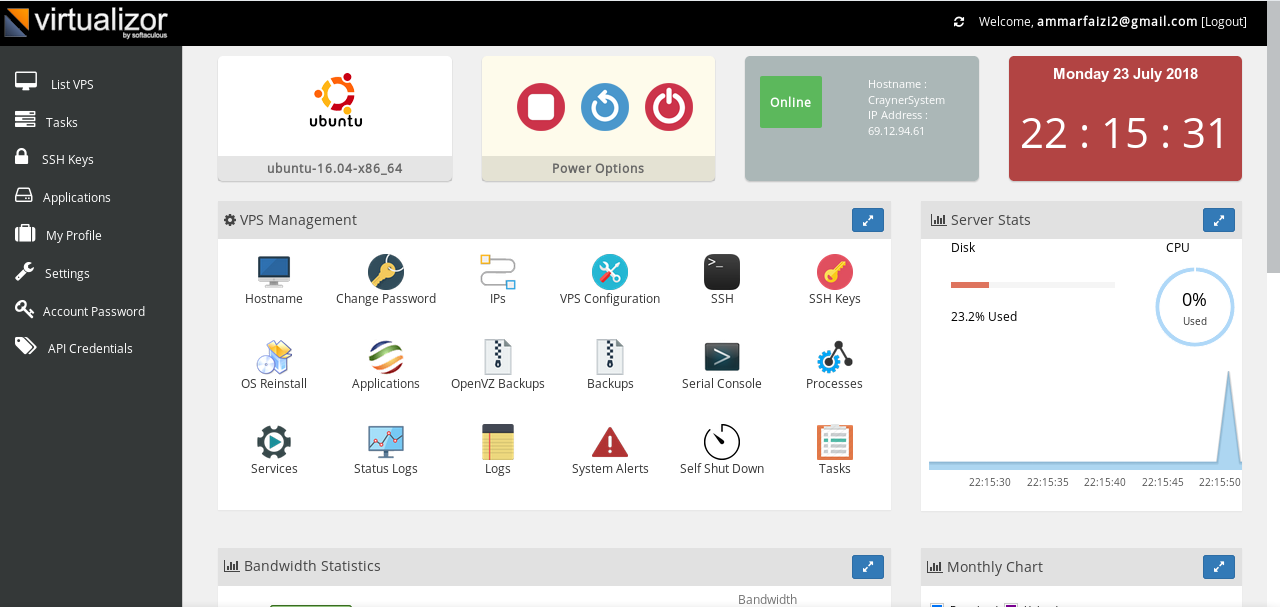 virtualizor
by softaculous
Welcome, ammarfaizi2@gmail.com [Logout]
List VPS
Tasks
SSH Keys
Applications
My Profile
Settings
Account Password
API Credentials
ubuntu
ubuntu-16.04-x86_64
Power Options
Online
Hostname :
CraynerSystem
IP Address :
69.12.94.61
Monday 23 July 2018
22 : 15 : 31
VPS Management
Hostname
Change Password
IPs
VPS Configuration
SSH
SSH Keys
OS Reinstall
Applications
OpenVZ Backups
Backups
Serial Console
Processes
Services
Status Logs
Logs
System Alerts
Self Shut Down
Tasks
Server Stats
Disk
CPU
23.2% Used
0%
Used
22:15:30 22:15:35 22:15:40 22:15:45 22:15:50
Bandwidth Statistics
Bandwidth
Monthly Chart